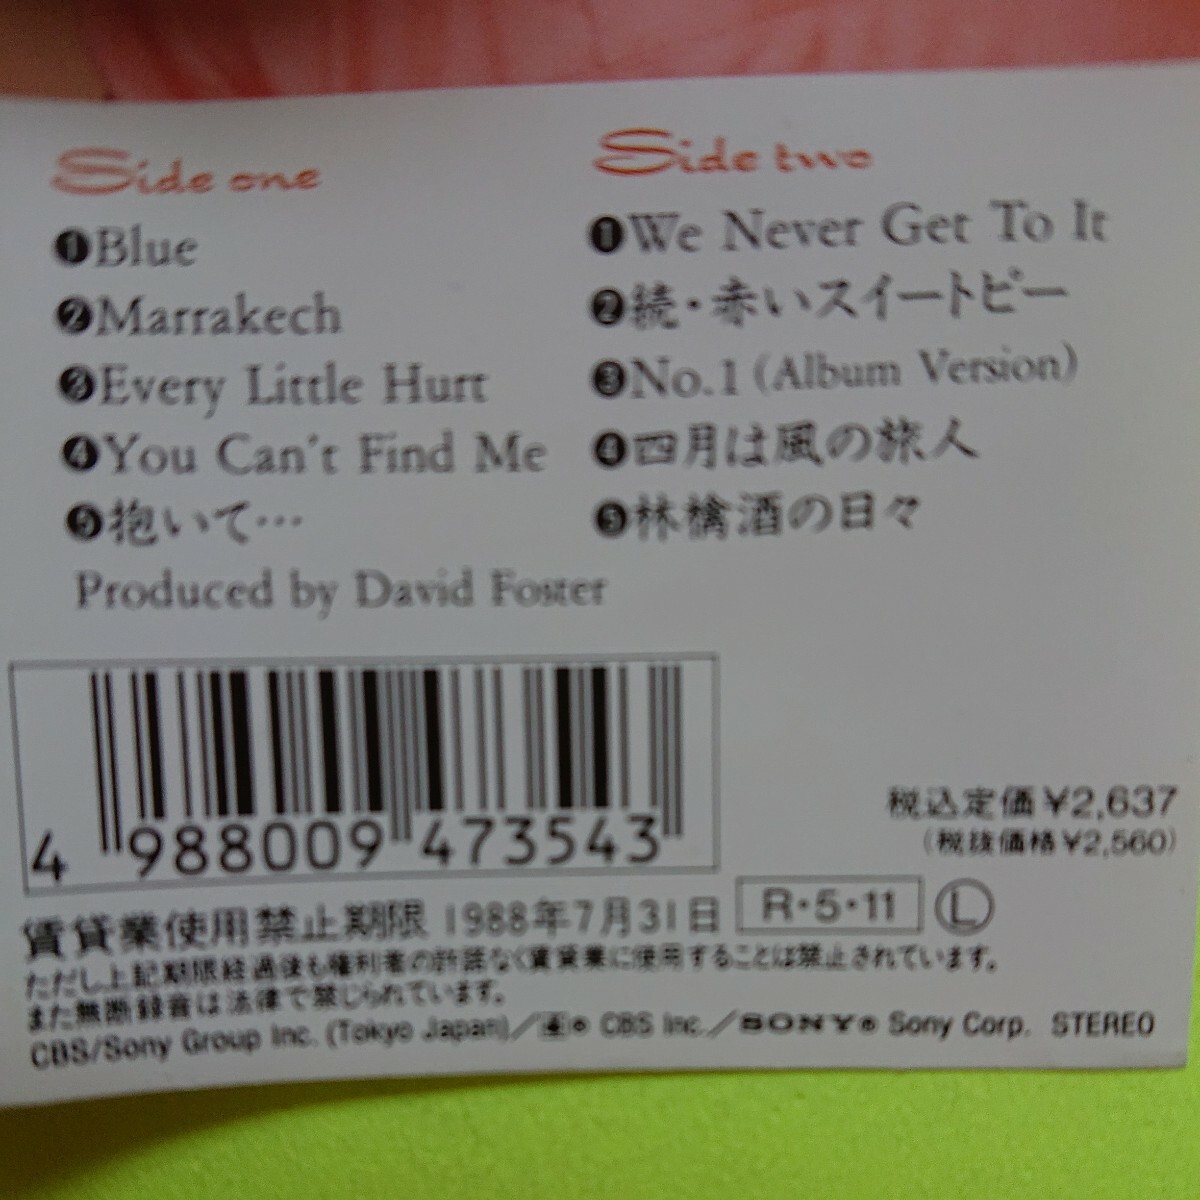 Side one
❶Blue
❷Marrakech
❸Every Little Hurt
❹You Can't Find Me
❺抱いて…
Produced by David Foster
Side two
❶We Never Get To It
❷続・赤いスイートピー
❸No.1 (Album Version)
❹四月は風の旅人
❺林檎酒の日々
4 988009 473543
税込定価¥2,637
(税抜価格¥2,560)
賃貸業使用禁止期限 1988年7月31日 R・5・11 Ⓛ
ただし上記期限経過後も権利者の許諾なく賃貸業に使用することは禁止されています。
また無断録音は法律で禁じられています。
CBS/Sony Group Inc. (Tokyo Japan)/® CBS Inc./SONY® Sony Corp. STEREO